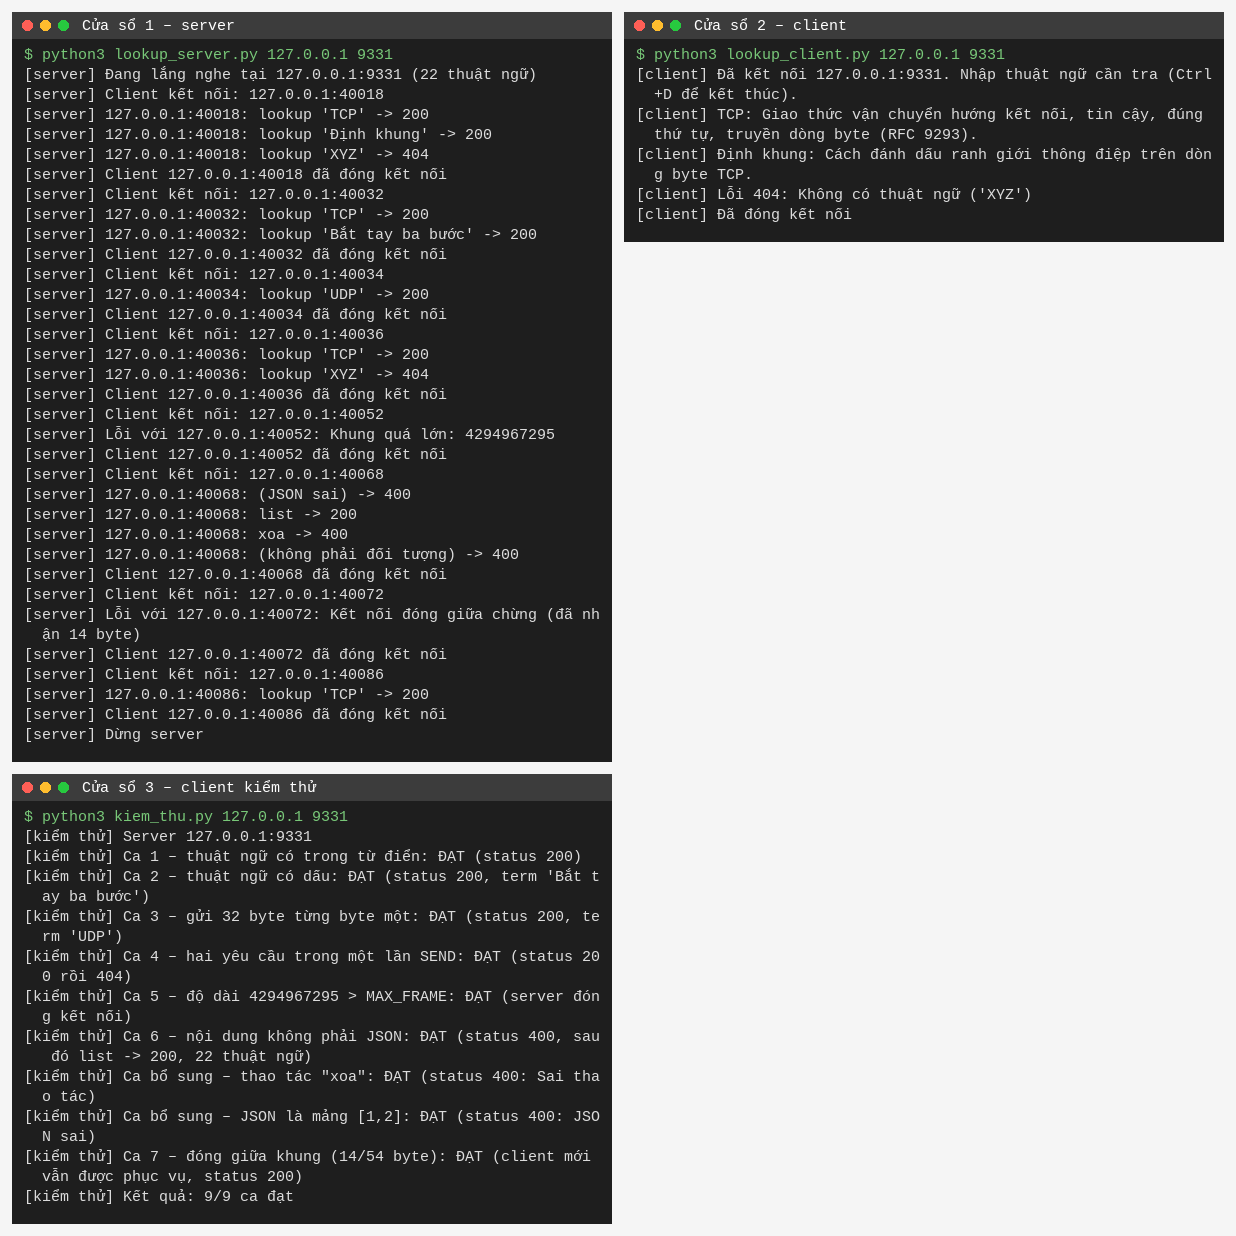 Cửa sổ 1 – server
$ python3 lookup_server.py 127.0.0.1 9331
[server] Đang lắng nghe tại 127.0.0.1:9331 (22 thuật ngữ)
[server] Client kết nối: 127.0.0.1:40018
[server] 127.0.0.1:40018: lookup 'TCP' -> 200
[server] 127.0.0.1:40018: lookup 'Định khung' -> 200
[server] 127.0.0.1:40018: lookup 'XYZ' -> 404
[server] Client 127.0.0.1:40018 đã đóng kết nối
[server] Client kết nối: 127.0.0.1:40032
[server] 127.0.0.1:40032: lookup 'TCP' -> 200
[server] 127.0.0.1:40032: lookup 'Bắt tay ba bước' -> 200
[server] Client 127.0.0.1:40032 đã đóng kết nối
[server] Client kết nối: 127.0.0.1:40034
[server] 127.0.0.1:40034: lookup 'UDP' -> 200
[server] Client 127.0.0.1:40034 đã đóng kết nối
[server] Client kết nối: 127.0.0.1:40036
[server] 127.0.0.1:40036: lookup 'TCP' -> 200
[server] 127.0.0.1:40036: lookup 'XYZ' -> 404
[server] Client 127.0.0.1:40036 đã đóng kết nối
[server] Client kết nối: 127.0.0.1:40052
[server] Lỗi với 127.0.0.1:40052: Khung quá lớn: 4294967295
[server] Client 127.0.0.1:40052 đã đóng kết nối
[server] Client kết nối: 127.0.0.1:40068
[server] 127.0.0.1:40068: (JSON sai) -> 400
[server] 127.0.0.1:40068: list -> 200
[server] 127.0.0.1:40068: xoa -> 400
[server] 127.0.0.1:40068: (không phải đối tượng) -> 400
[server] Client 127.0.0.1:40068 đã đóng kết nối
[server] Client kết nối: 127.0.0.1:40072
[server] Lỗi với 127.0.0.1:40072: Kết nối đóng giữa chừng (đã nh
ận 14 byte)
[server] Client 127.0.0.1:40072 đã đóng kết nối
[server] Client kết nối: 127.0.0.1:40086
[server] 127.0.0.1:40086: lookup 'TCP' -> 200
[server] Client 127.0.0.1:40086 đã đóng kết nối
[server] Dừng server
Cửa sổ 2 – client
$ python3 lookup_client.py 127.0.0.1 9331
[client] Đã kết nối 127.0.0.1:9331. Nhập thuật ngữ cần tra (Ctrl
+D để kết thúc).
[client] TCP: Giao thức vận chuyển hướng kết nối, tin cậy, đúng
thứ tự, truyền dòng byte (RFC 9293).
[client] Định khung: Cách đánh dấu ranh giới thông điệp trên dòn
g byte TCP.
[client] Lỗi 404: Không có thuật ngữ ('XYZ')
[client] Đã đóng kết nối
Cửa sổ 3 – client kiểm thử
$ python3 kiem_thu.py 127.0.0.1 9331
[kiểm thử] Server 127.0.0.1:9331
[kiểm thử] Ca 1 – thuật ngữ có trong từ điển: ĐẠT (status 200)
[kiểm thử] Ca 2 – thuật ngữ có dấu: ĐẠT (status 200, term 'Bắt t
ay ba bước')
[kiểm thử] Ca 3 – gửi 32 byte từng byte một: ĐẠT (status 200, te
rm 'UDP')
[kiểm thử] Ca 4 – hai yêu cầu trong một lần SEND: ĐẠT (status 20
0 rồi 404)
[kiểm thử] Ca 5 – độ dài 4294967295 > MAX_FRAME: ĐẠT (server đón
g kết nối)
[kiểm thử] Ca 6 – nội dung không phải JSON: ĐẠT (status 400, sau
đó list -> 200, 22 thuật ngữ)
[kiểm thử] Ca bổ sung – thao tác "xoa": ĐẠT (status 400: Sai tha
o tác)
[kiểm thử] Ca bổ sung – JSON là mảng [1,2]: ĐẠT (status 400: JSO
N sai)
[kiểm thử] Ca 7 – đóng giữa khung (14/54 byte): ĐẠT (client mới
vẫn được phục vụ, status 200)
[kiểm thử] Kết quả: 9/9 ca đạt